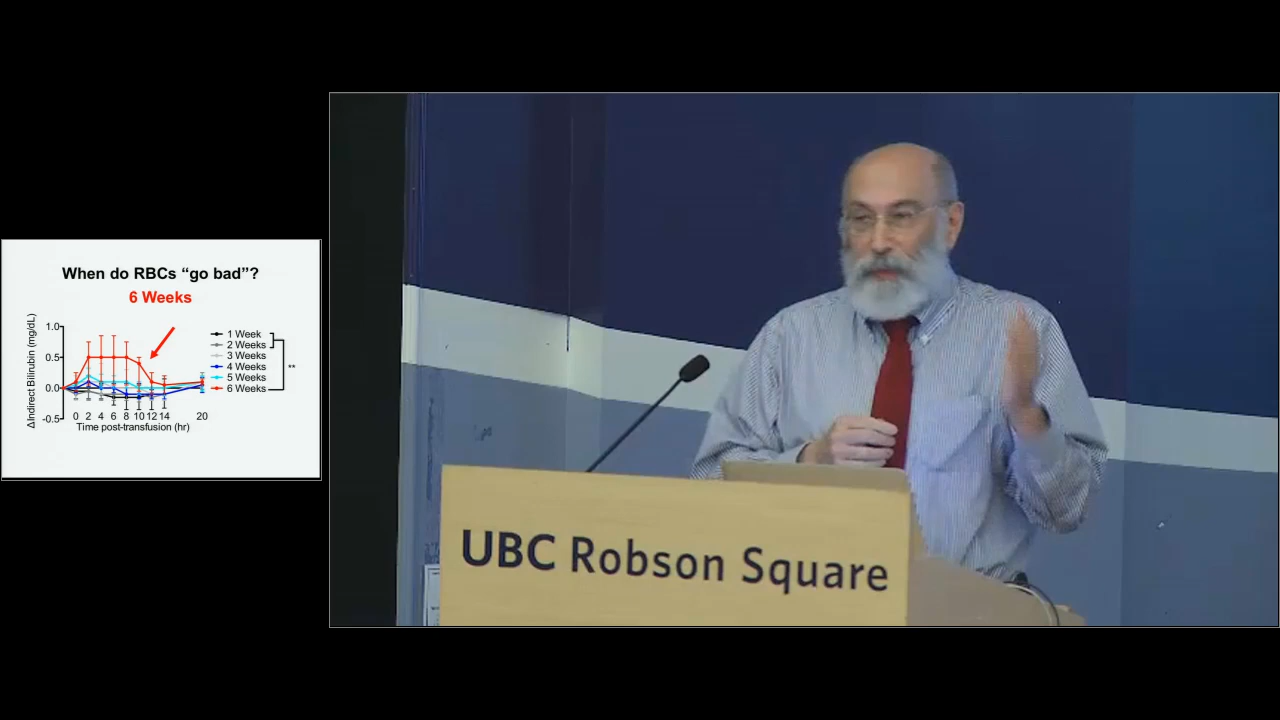 When do RBCs “go bad”?
6 Weeks
1.0
0.5
0.0
-0.5
ΔIndirect Bilirubin (mg/dL)
0 2 4 6 8 10 12 14 20
Time post-transfusion (hr)
1 Week
2 Weeks
3 Weeks
4 Weeks
5 Weeks
6 Weeks
**
UBC Robson Square